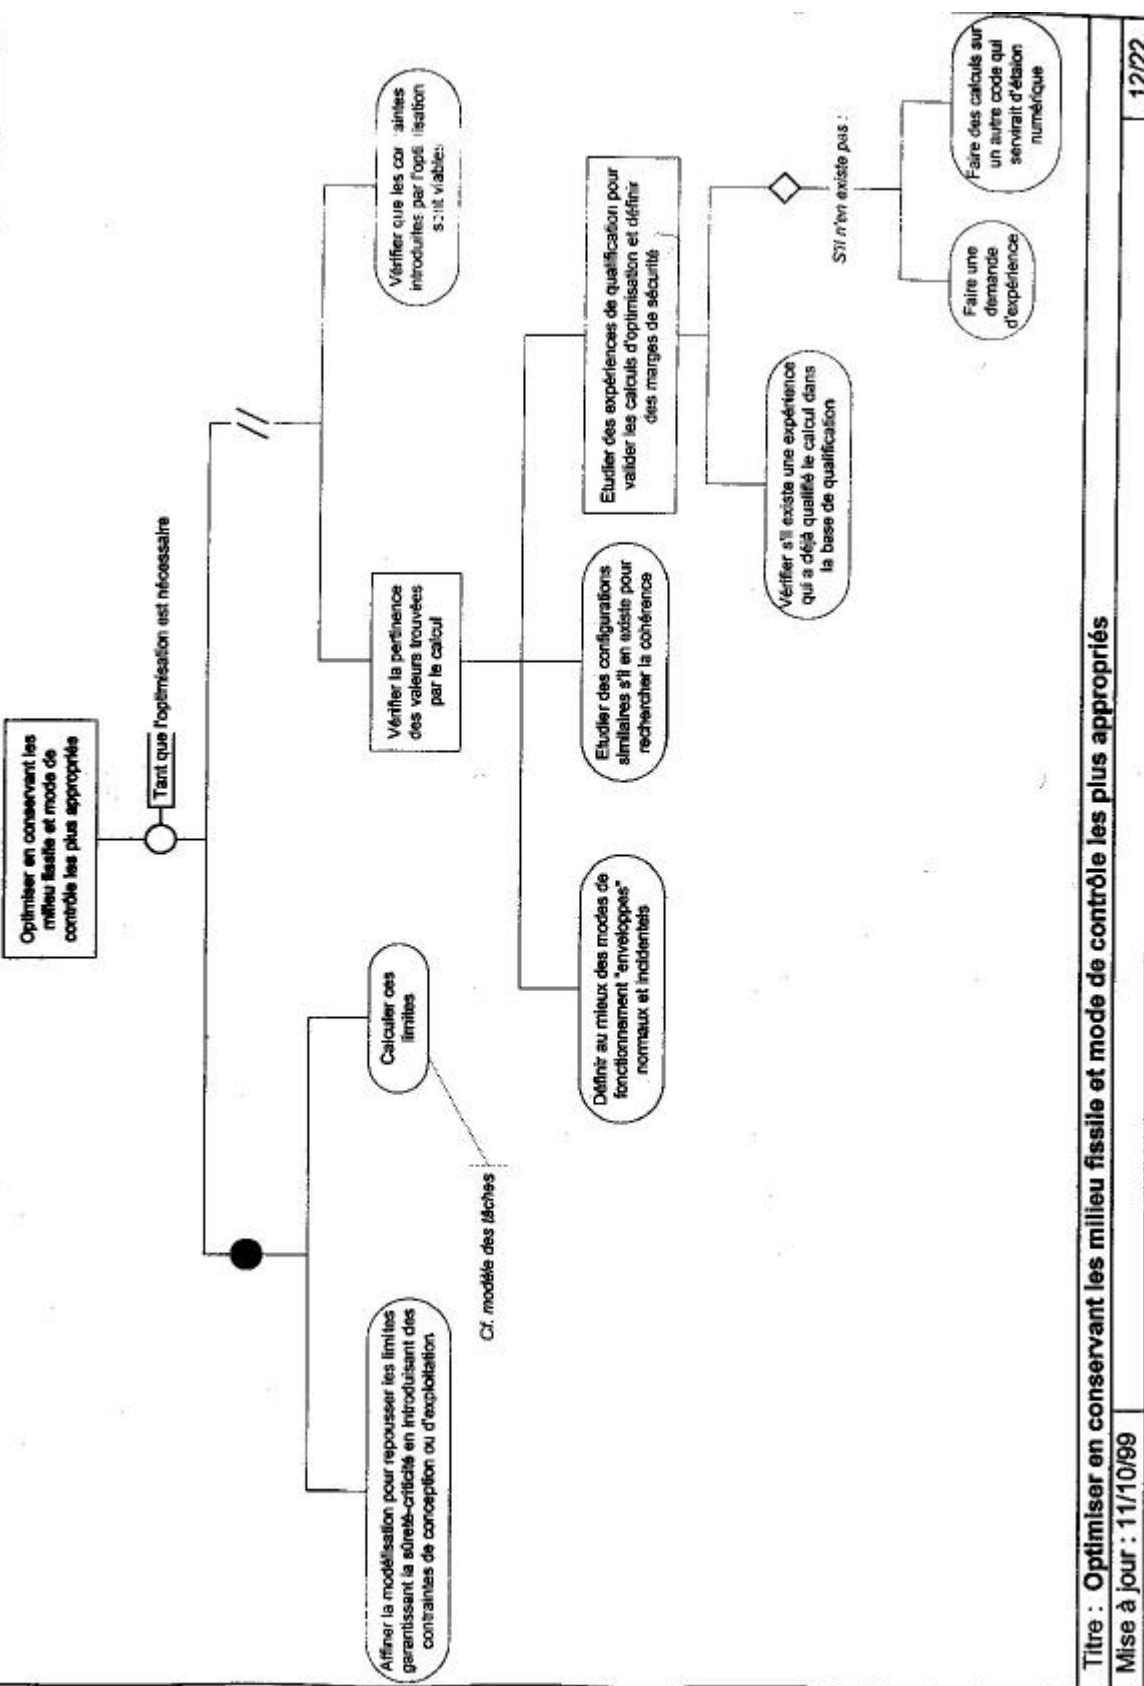 Optimiser en conservant les
milieu fissile et mode de
contrôle les plus appropriés
Tant que l'optimisation est nécessaire
Affiner la modélisation pour repousser les limites
garantissant la sûreté-criticité en introduisant des
contraintes de conception ou d'exploitation
Calculer ces
limites
Cf. modèle des tâches
Vérifier la pertinence
des valeurs trouvées
par le calcul
Vérifier que les
introduites par l'optimisation
sont viables
Définir au mieux des modes de
fonctionnement "enveloppes"
normaux et incidentels
Etudier des configurations
similaires s'il en existe pour
rechercher la cohérence
Etudier des expériences de qualification pour
valider les calculs d'optimisation et définir
des marges de sécurité
Vérifier s'il existe une expérience
qui a déjà qualifié le calcul dans
la base de qualification
S'il n'en existe pas :
Faire une
demande
d'expérience
Faire des calculs sur
un autre code qui
servirait d'étalon
numérique
Titre : Optimiser en conservant les milieu fissile et mode de contrôle les plus appropriés
Mise à jour : 11/10/99
12/22